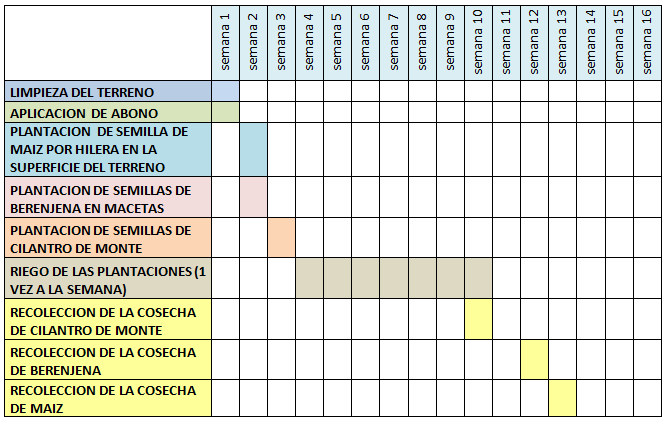 semana 1
semana 2
semana 3
semana 4
semana 5
semana 6
semana 7
semana 8
semana 9
semana 10
semana 11
semana 12
semana 13
semana 14
semana 15
semana 16
LIMPIEZA DEL TERRENO
APLICACION DE ABONO
PLANTACION DE SEMILLA DE
MAIZ POR HILERA EN LA
SUPERFICIE DEL TERRENO
PLANTACION DE SEMILLAS DE
BERENJENA EN MACETAS
PLANTACION DE SEMILLAS DE
CILANTRO DE MONTE
RIEGO DE LAS PLANTACIONES (1
VEZ A LA SEMANA)
RECOLECCION DE LA COSECHA
DE CILANTRO DE MONTE
RECOLECCION DE LA COSECHA
DE BERENJENA
RECOLECCION DE LA COSECHA
DE MAIZ